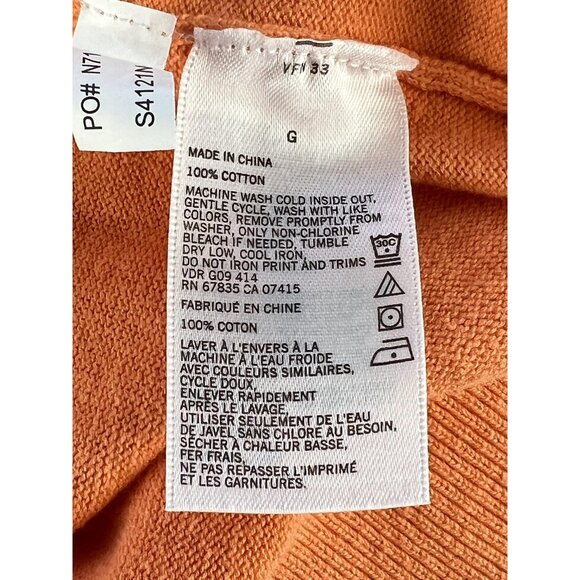 PO# N71
S4121N
VFN 33
G
MADE IN CHINA
100% COTTON
MACHINE WASH COLD INSIDE OUT,
GENTLE CYCLE, WASH WITH LIKE
COLORS, REMOVE PROMPTLY FROM
WASHER, ONLY NON-CHLORINE
BLEACH IF NEEDED, TUMBLE
DRY LOW, COOL IRON,
DO NOT IRON PRINT AND TRIMS
VDR G09 414
RN 67835 CA 07415
30C
FABRIQUÉ EN CHINE
100% COTON
LAVER À L'ENVERS À LA
MACHINE À L'EAU FROIDE
AVEC COULEURS SIMILAIRES,
CYCLE DOUX,
ENLEVER RAPIDEMENT
APRÈS LE LAVAGE,
UTILISER SEULEMENT DE L'EAU
DE JAVEL SANS CHLORE AU BESOIN,
SÉCHER À CHALEUR BASSE,
FER FRAIS,
NE PAS REPASSER L'IMPRIMÉ
ET LES GARNITURES.